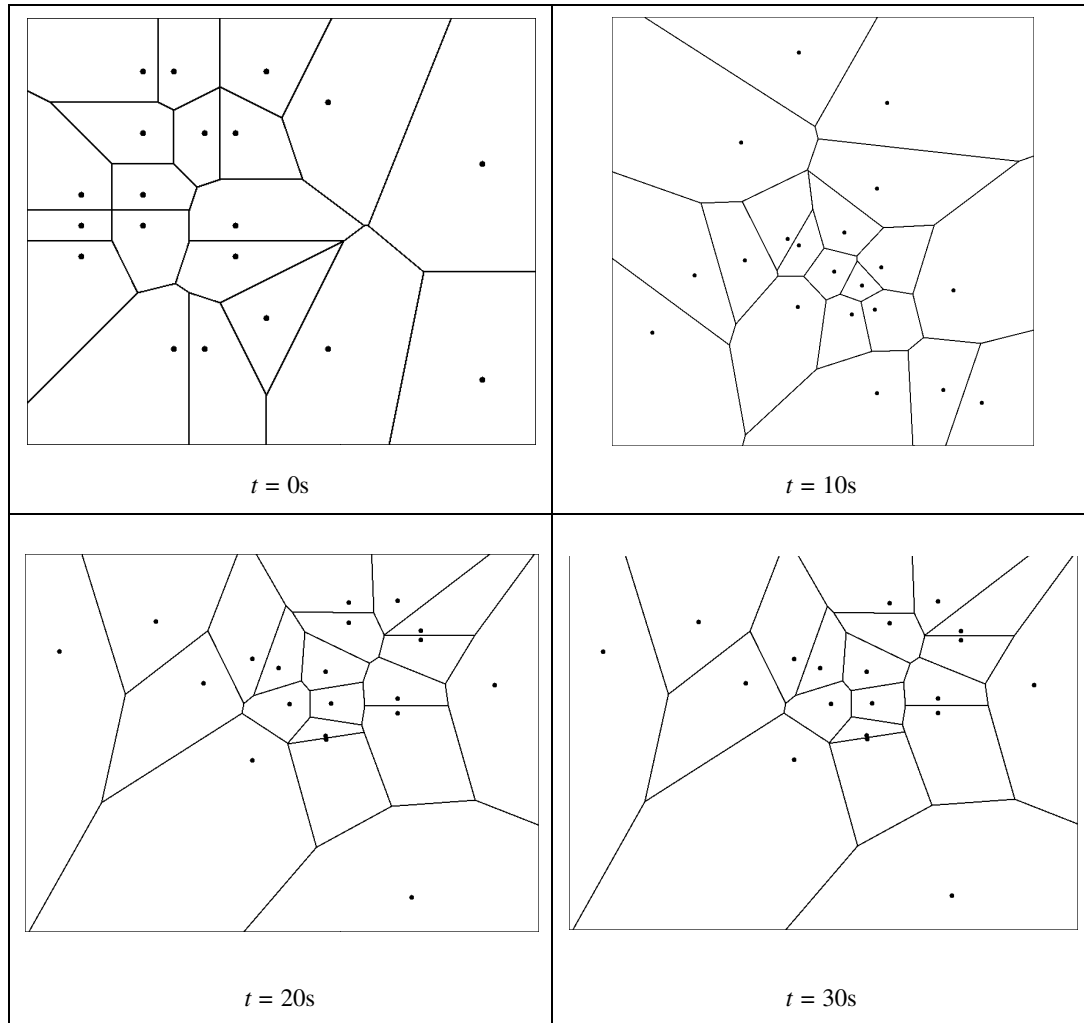 t = 0s
t = 10s
t = 20s
t = 30s